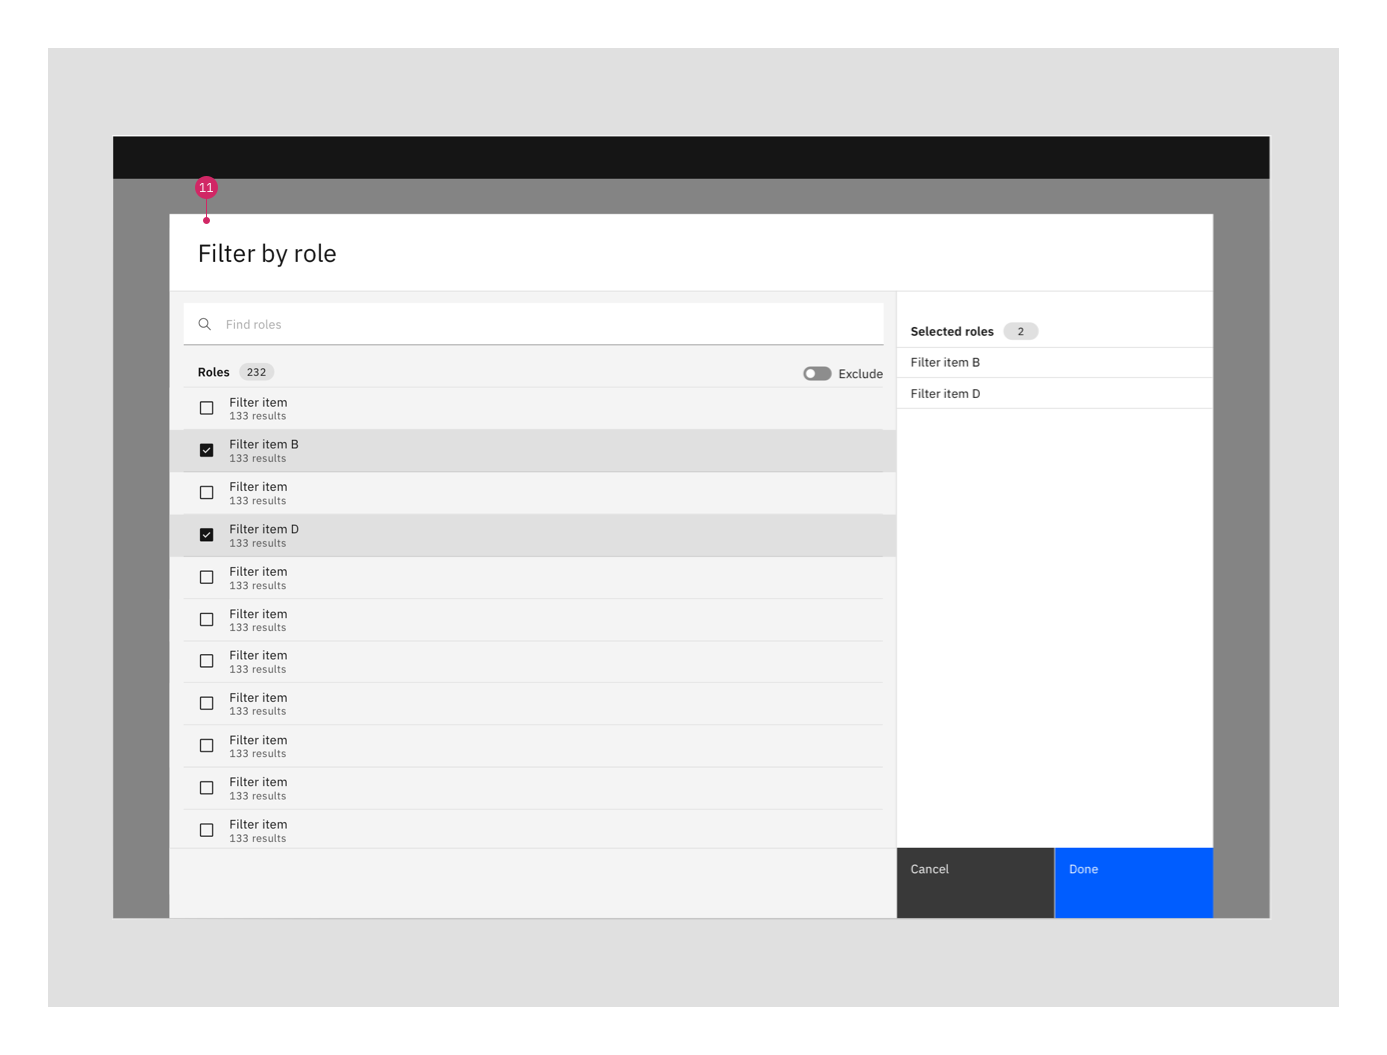 11
Filter by role
Find roles
Roles 232
Exclude
Filter item
133 results
Filter item B
133 results
Filter item
133 results
Filter item D
133 results
Filter item
133 results
Filter item
133 results
Filter item
133 results
Filter item
133 results
Filter item
133 results
Filter item
133 results
Filter item
133 results
Selected roles 2
Filter item B
Filter item D
Cancel
Done